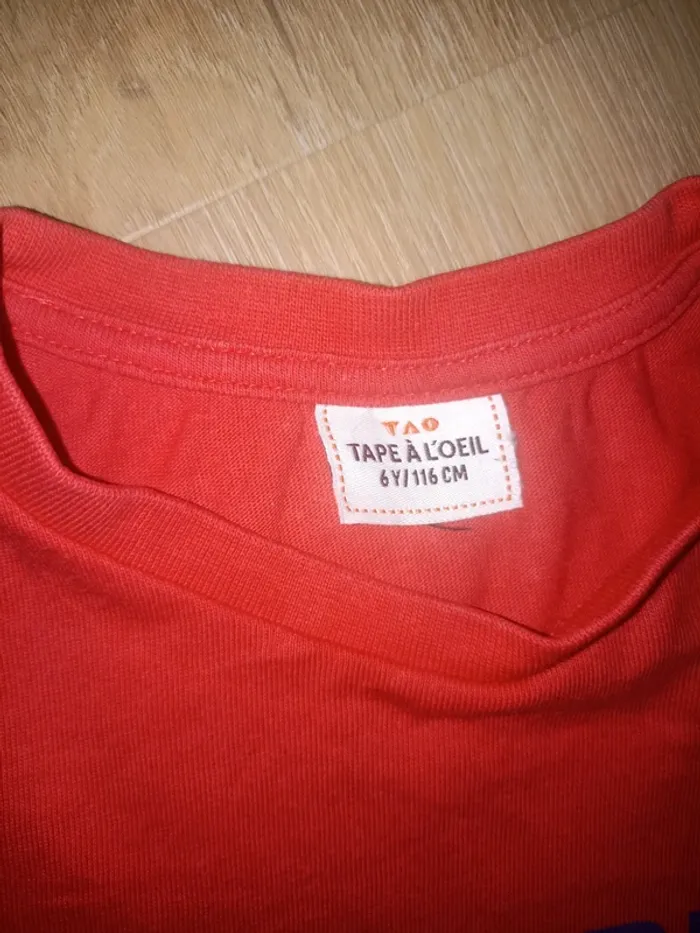 TAO
TAPE À L'OEIL
6Y/116 CM